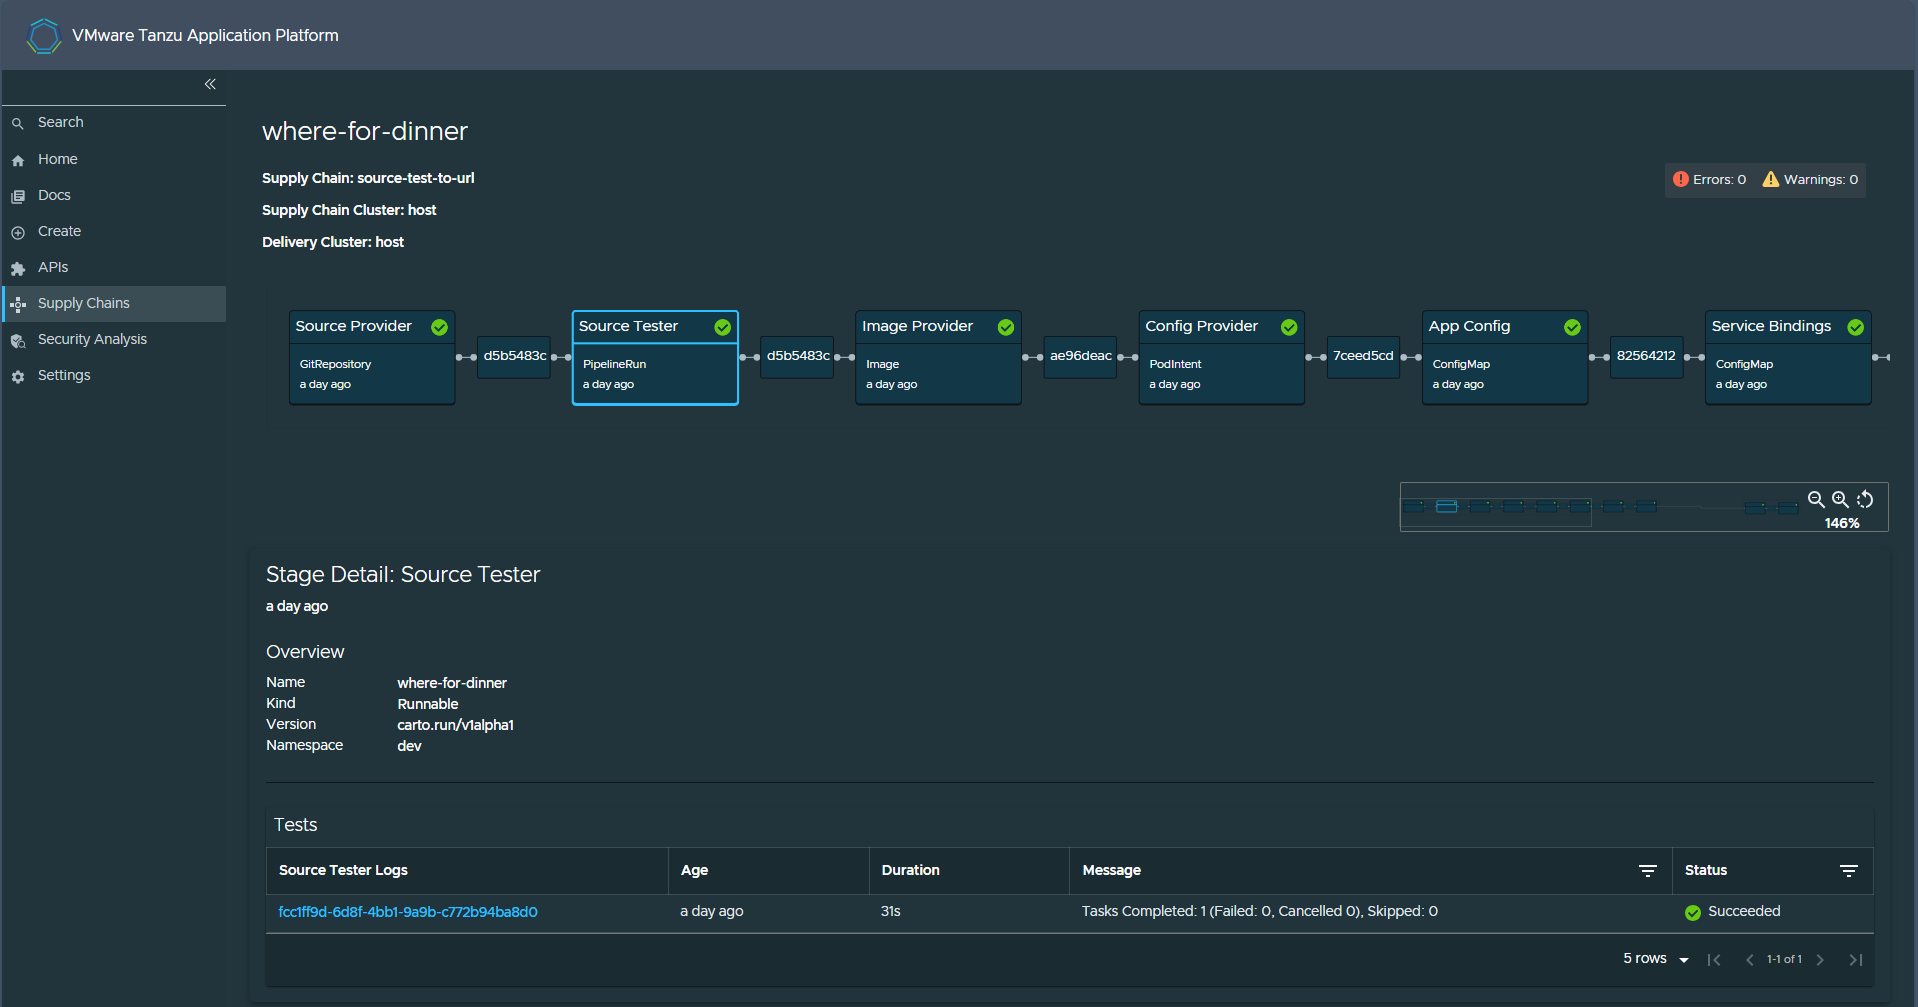 VMware Tanzu Application Platform
Search
Home
Docs
Create
APIs
Supply Chains
Security Analysis
Settings
where-for-dinner
Supply Chain: source-test-to-url
Supply Chain Cluster: host
Delivery Cluster: host
Errors: 0 Warnings: 0
Source Provider
GitRepository
a day ago
d5b5483c
Source Tester
PipelineRun
a day ago
d5b5483c
Image Provider
Image
a day ago
ae96deac
Config Provider
PodIntent
a day ago
7ceed5cd
App Config
ConfigMap
a day ago
82564212
Service Bindings
ConfigMap
a day ago
146%
Stage Detail: Source Tester
a day ago
Overview
Name where-for-dinner
Kind Runnable
Version carto.run/v1alpha1
Namespace dev
Tests
Source Tester Logs Age Duration Message Status
fcc1ff9d-6d8f-4bb1-9a9b-c772b94ba8d0 a day ago 31s Tasks Completed: 1 (Failed: 0, Cancelled 0), Skipped: 0 Succeeded
5 rows 1-1 of 1